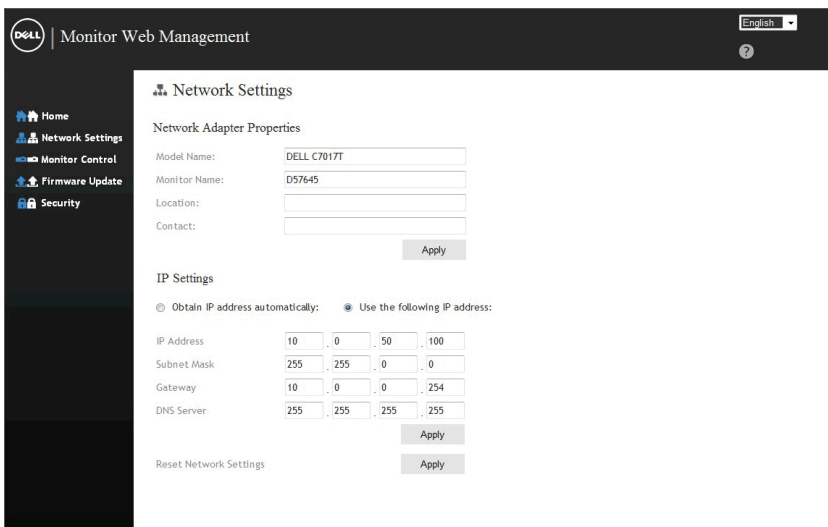 DELL | Monitor Web Management
English
?
Home
Network Settings
Monitor Control
Firmware Update
Security
Network Settings
Network Adapter Properties
Model Name: DELL C7017T
Monitor Name: D57645
Location:
Contact:
Apply
IP Settings
Obtain IP address automatically: Use the following IP address:
IP Address 10 . 0 . 50 . 100
Subnet Mask 255 . 255 . 0 . 0
Gateway 10 . 0 . 0 . 254
DNS Server 255 . 255 . 255 . 255
Apply
Reset Network Settings Apply